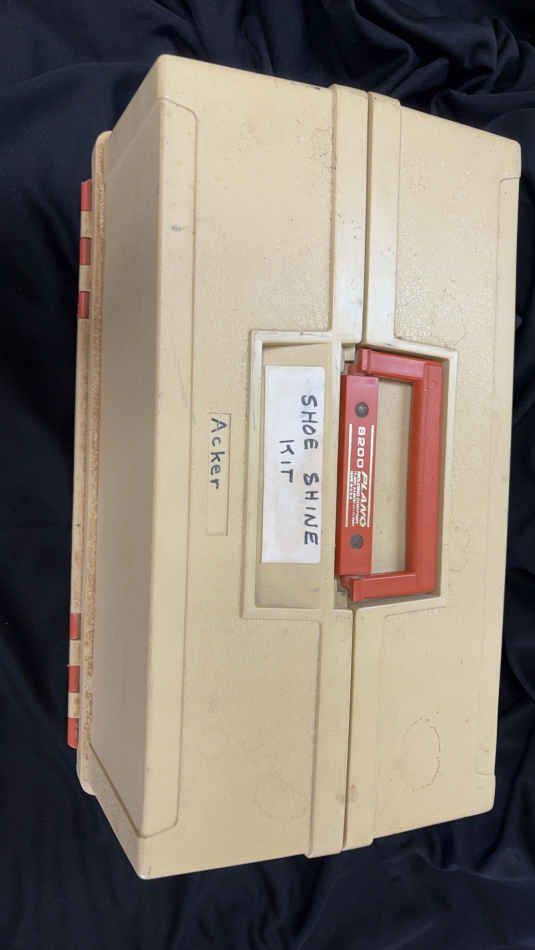 Acker
SHOE SHINE
KIT
8200 PLANO